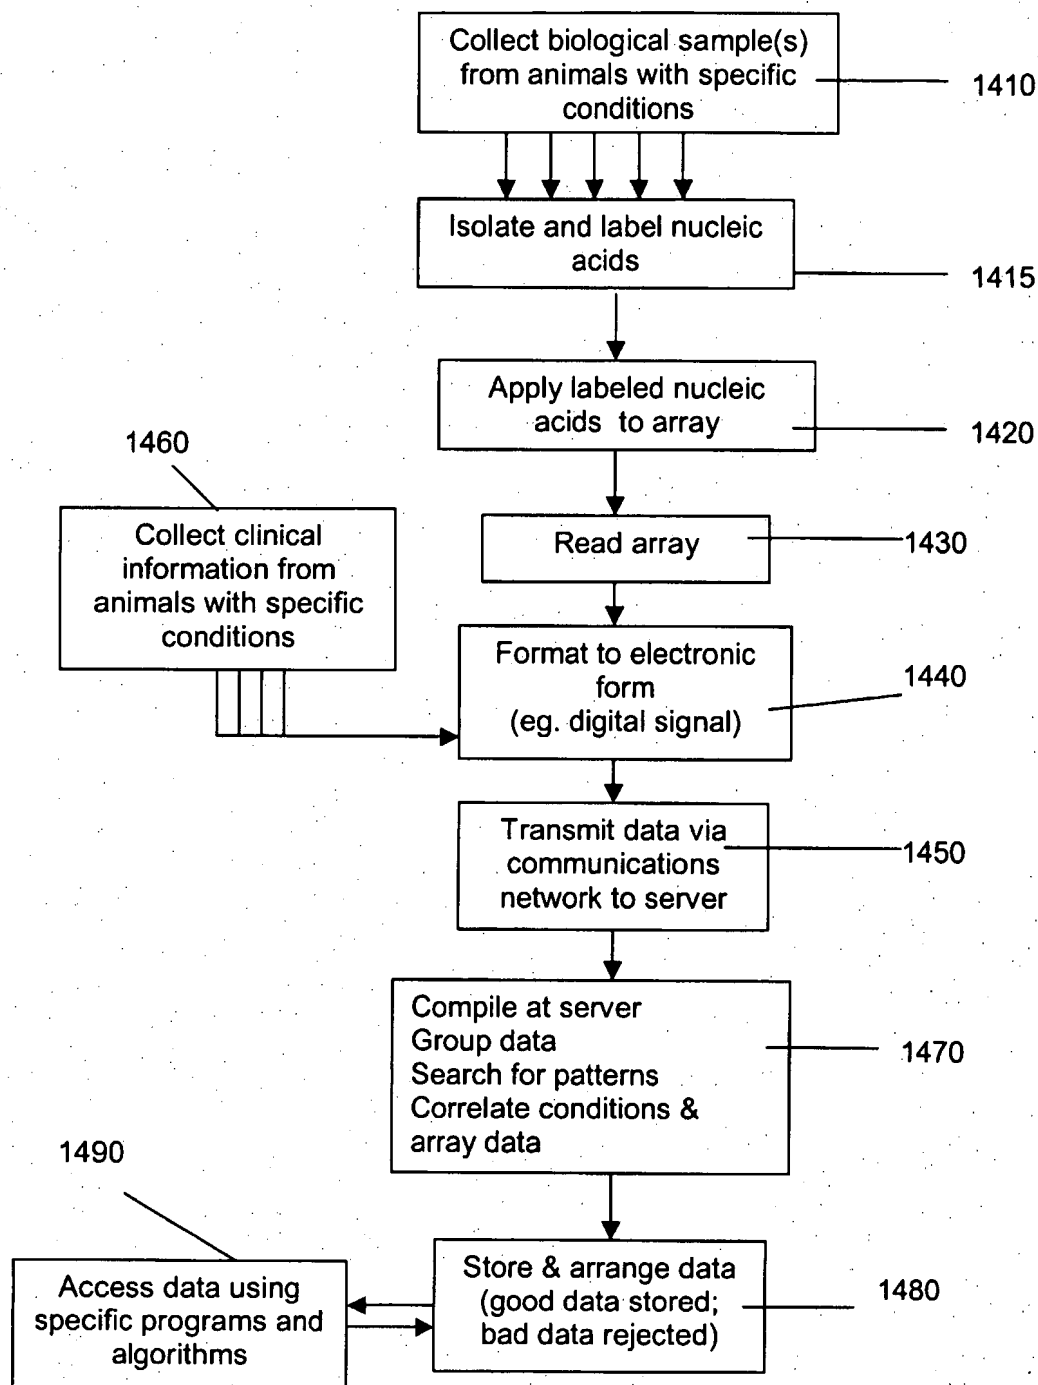 Collect biological sample(s)
from animals with specific
conditions
1410
Isolate and label nucleic
acids
1415
Apply labeled nucleic
acids to array
1420
1460
Collect clinical
information from
animals with specific
conditions
Read array
1430
Format to electronic
form
(eg. digital signal)
1440
Transmit data via
communications
network to server
1450
Compile at server
Group data
Search for patterns
Correlate conditions &
array data
1470
1490
Access data using
specific programs and
algorithms
Store & arrange data
(good data stored;
bad data rejected)
1480